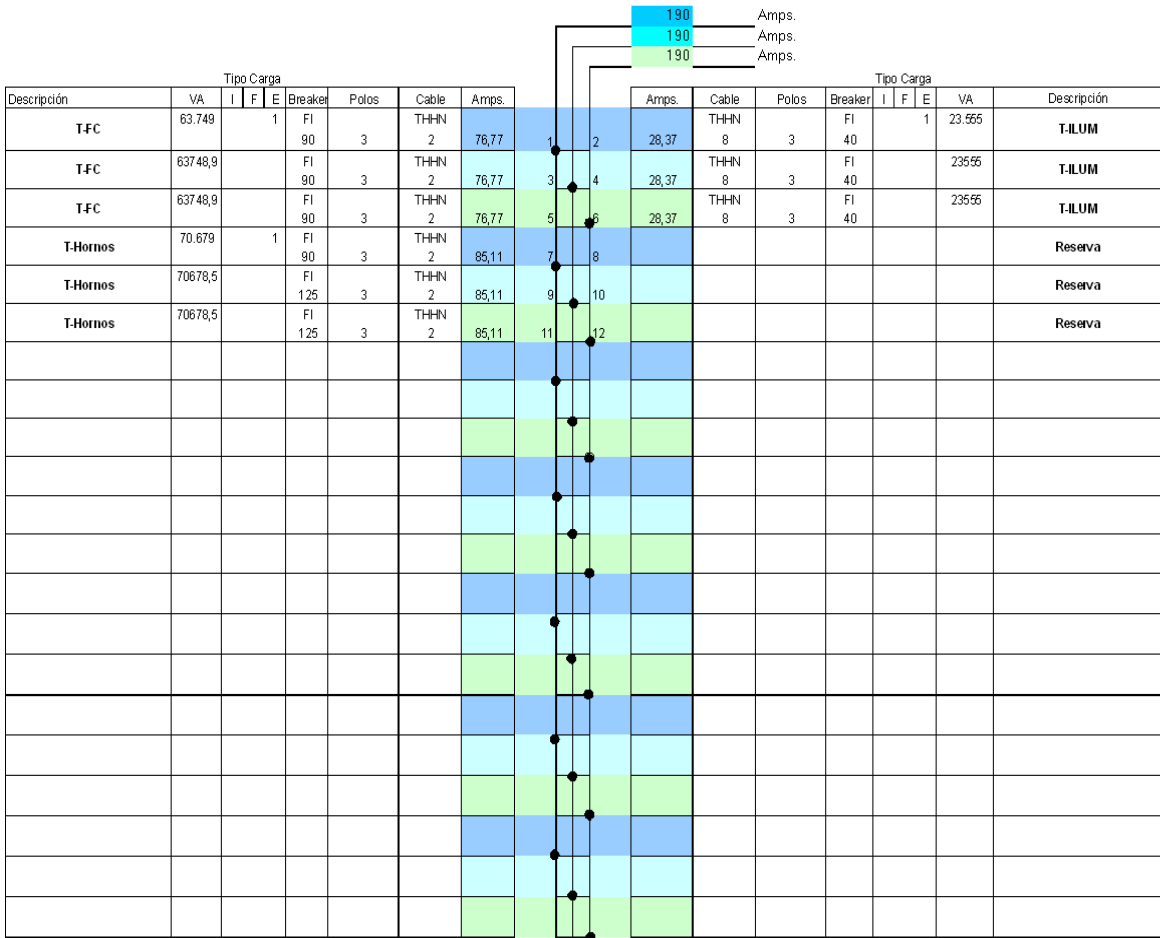 190 Amps.
190 Amps.
190 Amps.
Tipo Carga Tipo Carga
Descripción VA I F E Breaker Polos Cable Amps. Amps. Cable Polos Breaker I F E VA Descripción
T-FC 63.749 1 FI 90 3 THHN 2 76,77 1 2 28,37 THHN 8 3 FI 40 1 23.555 T-ILUM
T-FC 63748,9 FI 90 3 THHN 2 76,77 3 4 28,37 THHN 8 3 FI 40 23555 T-ILUM
T-FC 63748,9 FI 90 3 THHN 2 76,77 5 6 28,37 THHN 8 3 FI 40 23555 T-ILUM
T-Hornos 70.679 1 FI 90 3 THHN 2 85,11 7 8 Reserva
T-Hornos 70678,5 FI 125 3 THHN 2 85,11 9 10 Reserva
T-Hornos 70678,5 FI 125 3 THHN 2 85,11 11 12 Reserva